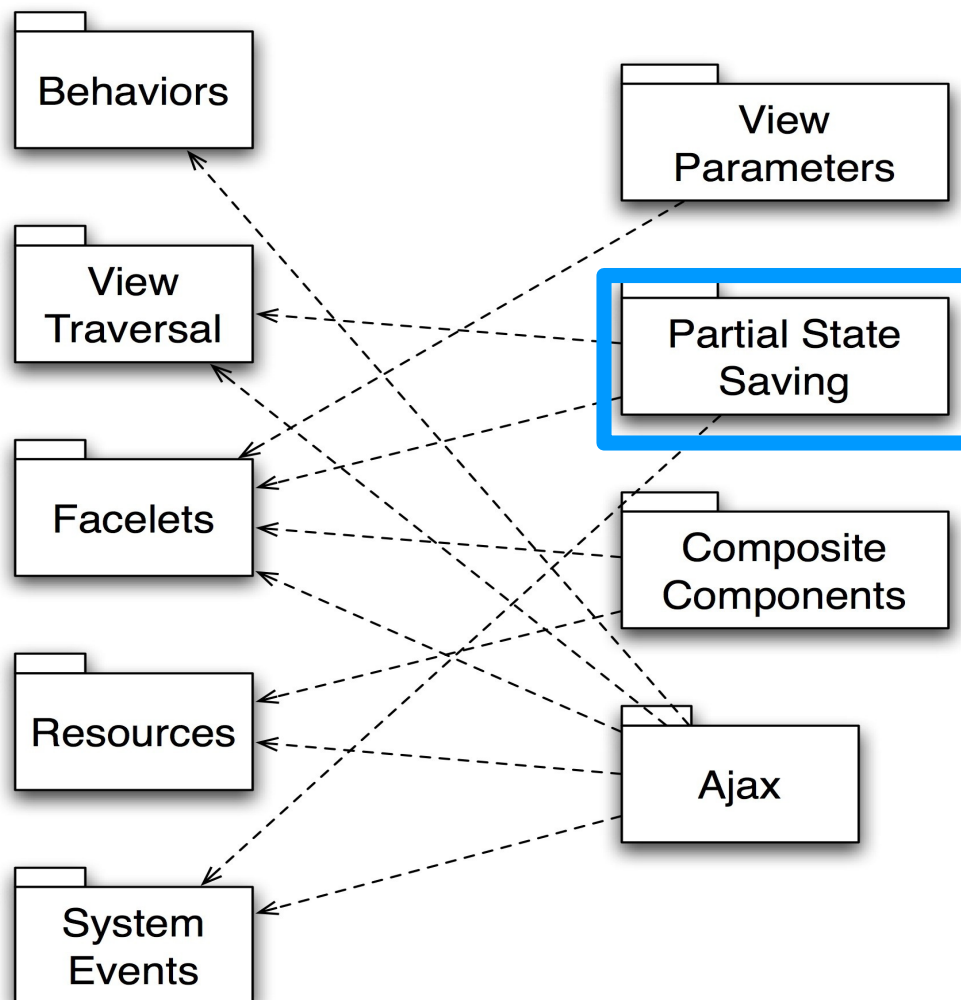 Behaviors
View
Traversal
Facelets
Resources
System
Events
View
Parameters
Partial State
Saving
Composite
Components
Ajax